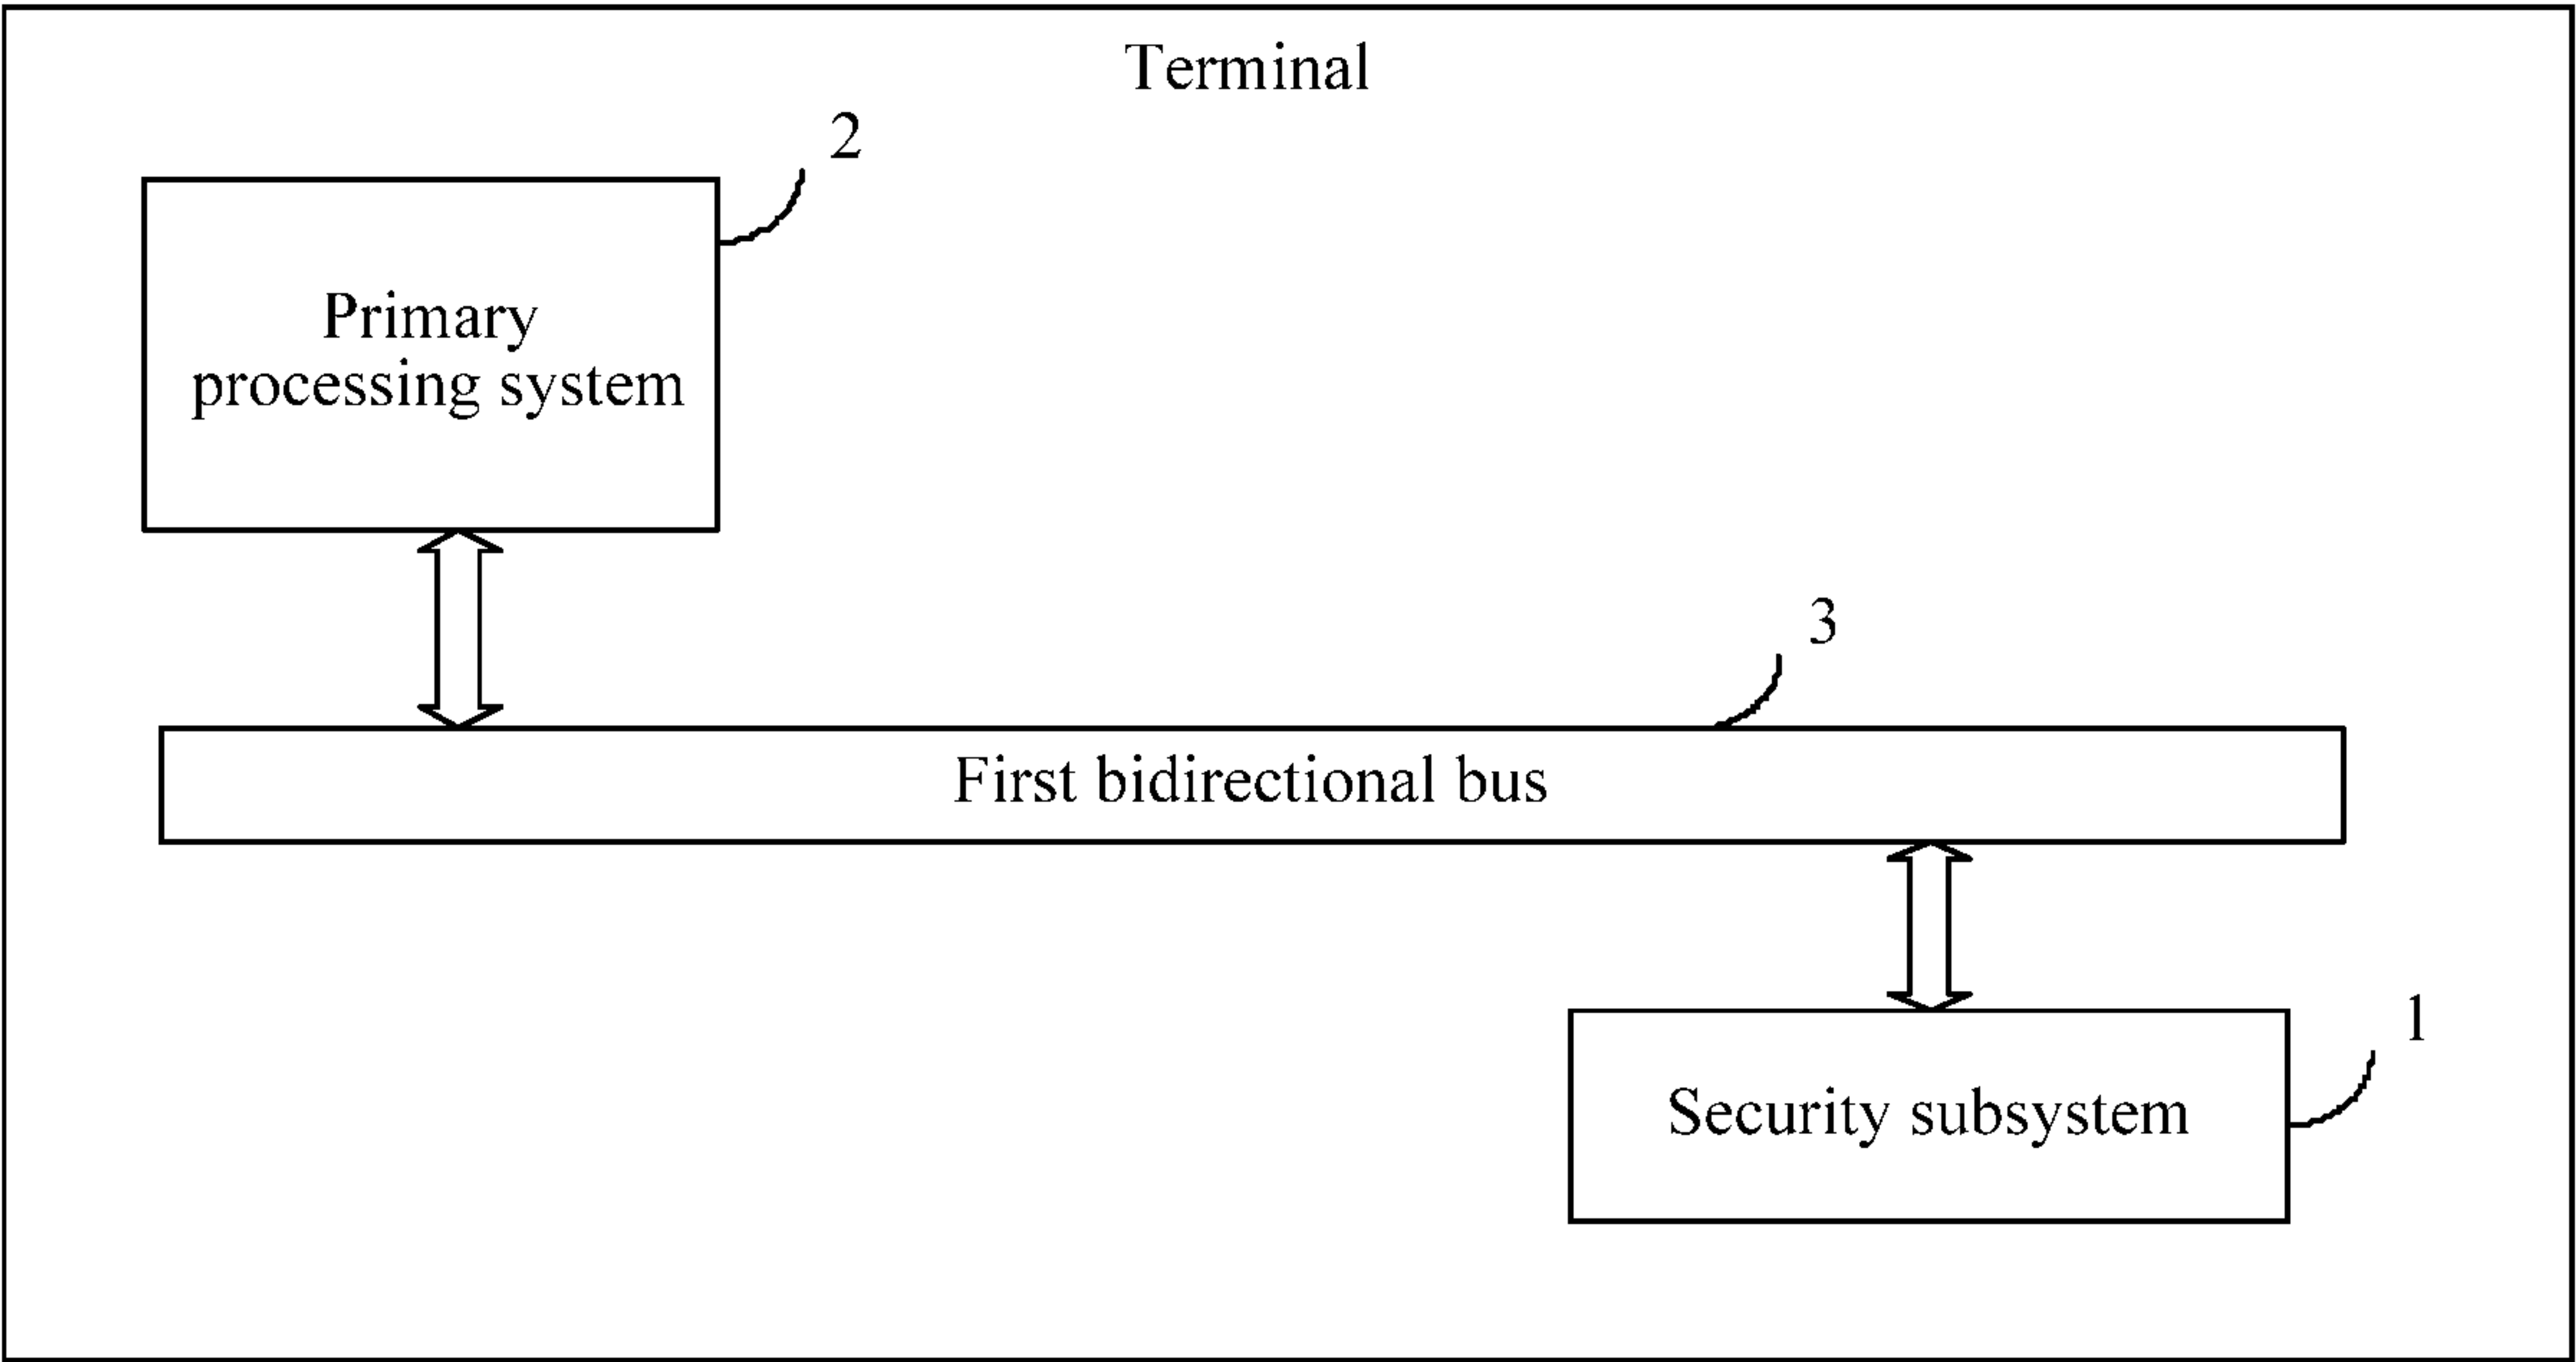 Terminal
2
Primary
processing system
3
First bidirectional bus
1
Security subsystem